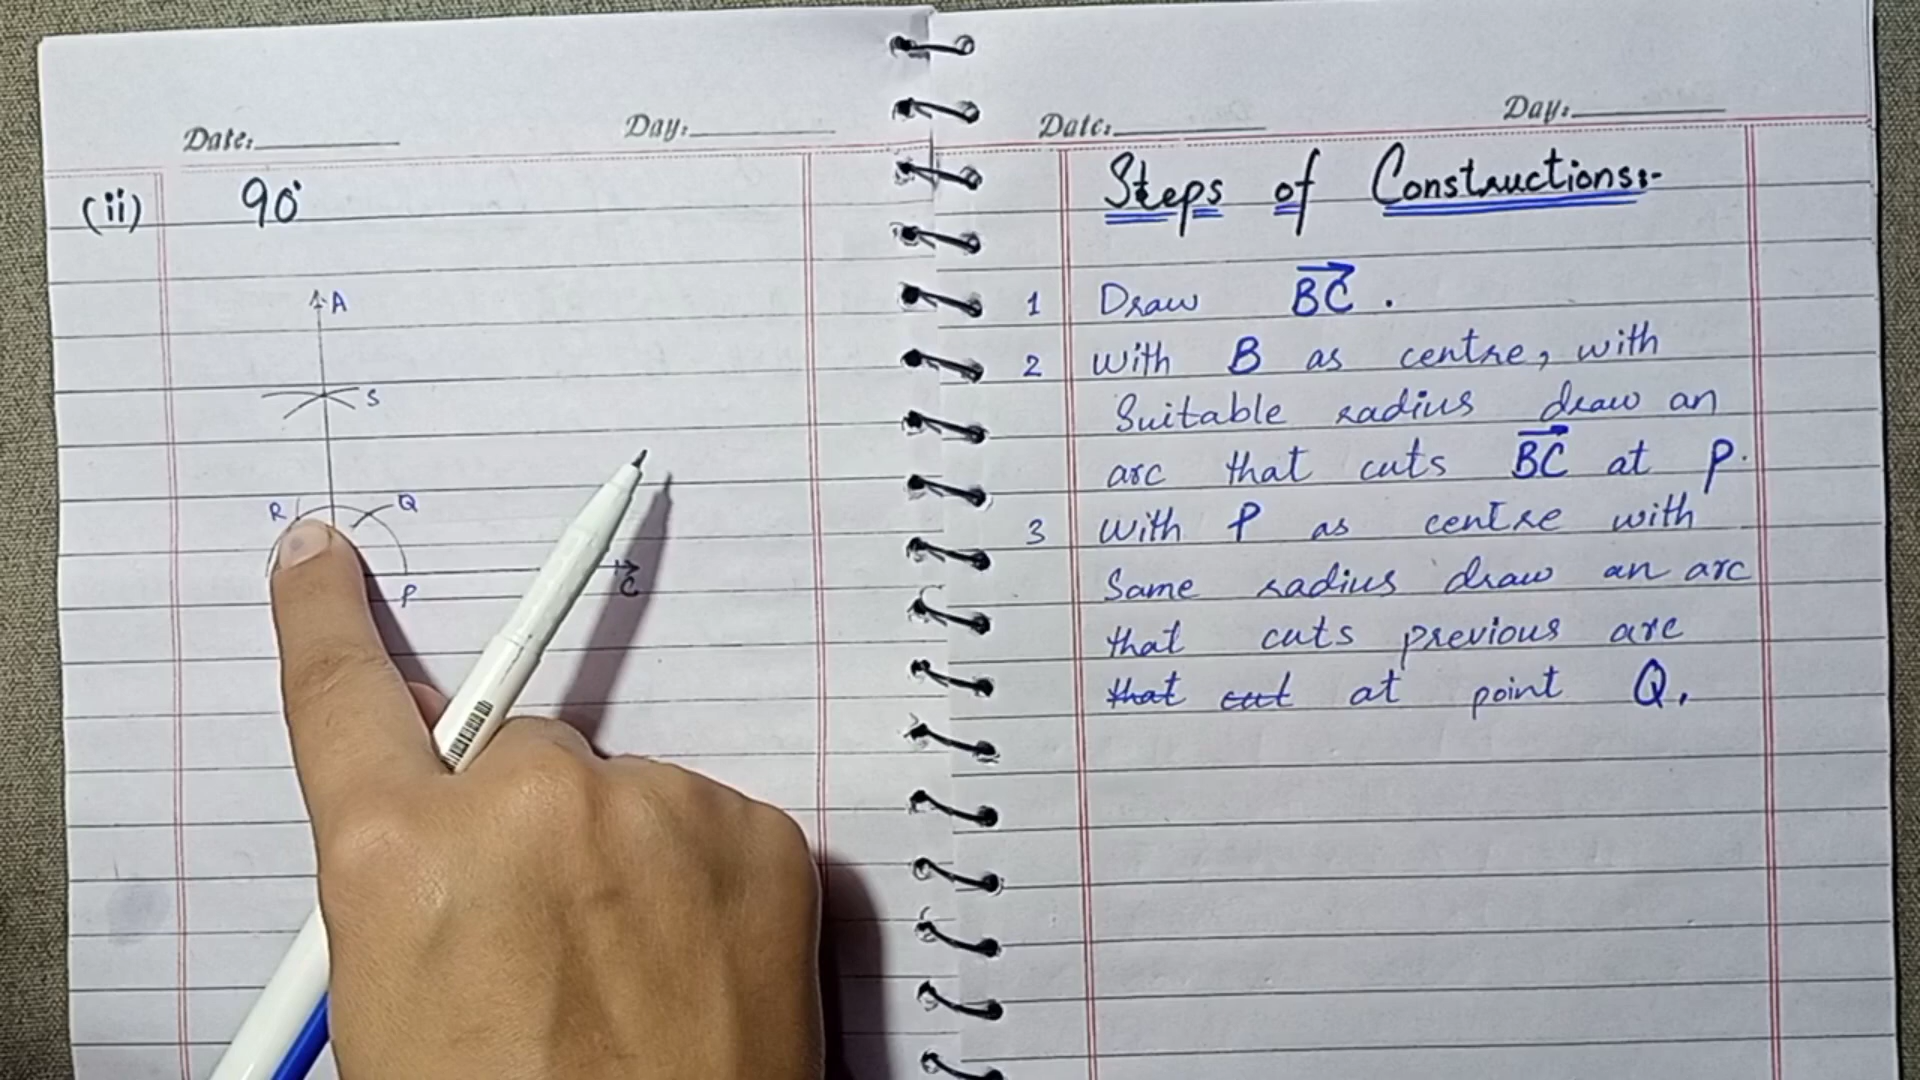 Date: Day:
(ii) 90°
A
S
R Q
P C
Date: Day:
Steps of Constructions:-
1 Draw BC.
2 With B as centre, with
Suitable radius draw an
arc that cuts BC at P.
3 With P as centre with
Same radius draw an arc
that cuts previous arc
that cut at point Q.